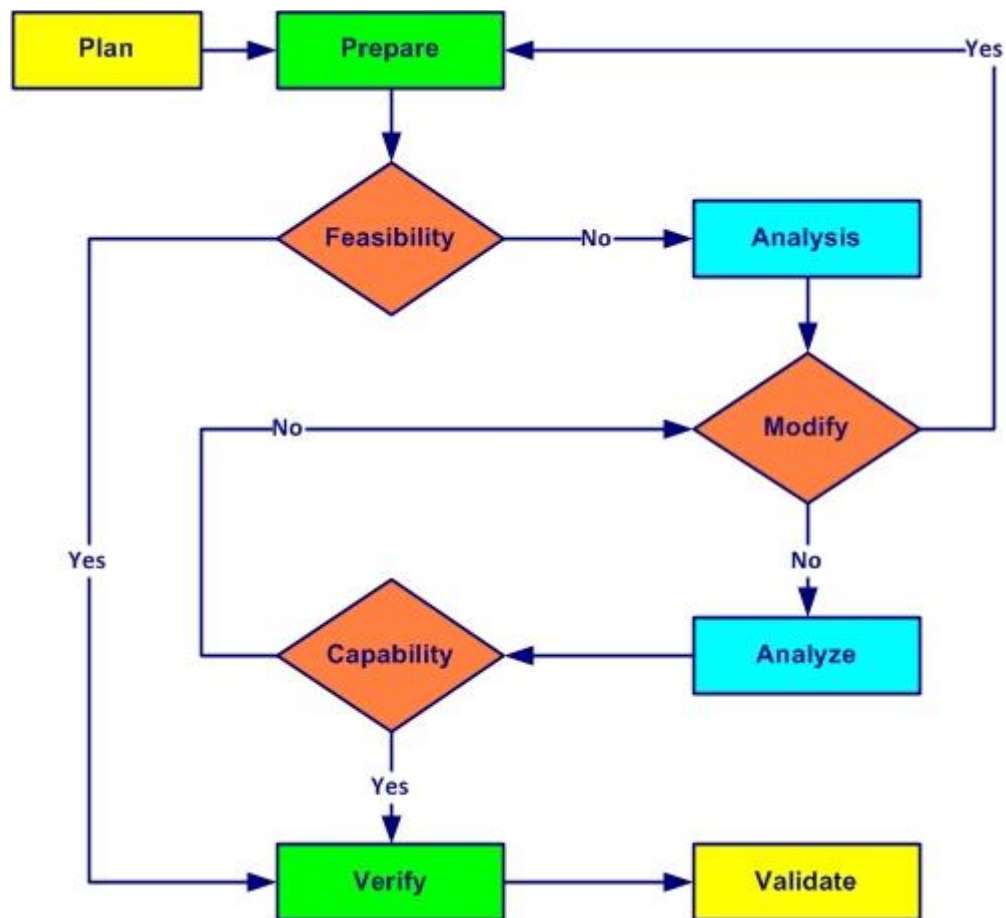 Plan
Prepare
Yes
Feasibility
No
Analysis
No
Modify
Yes
No
Capability
Analyze
Yes
Verify
Validate